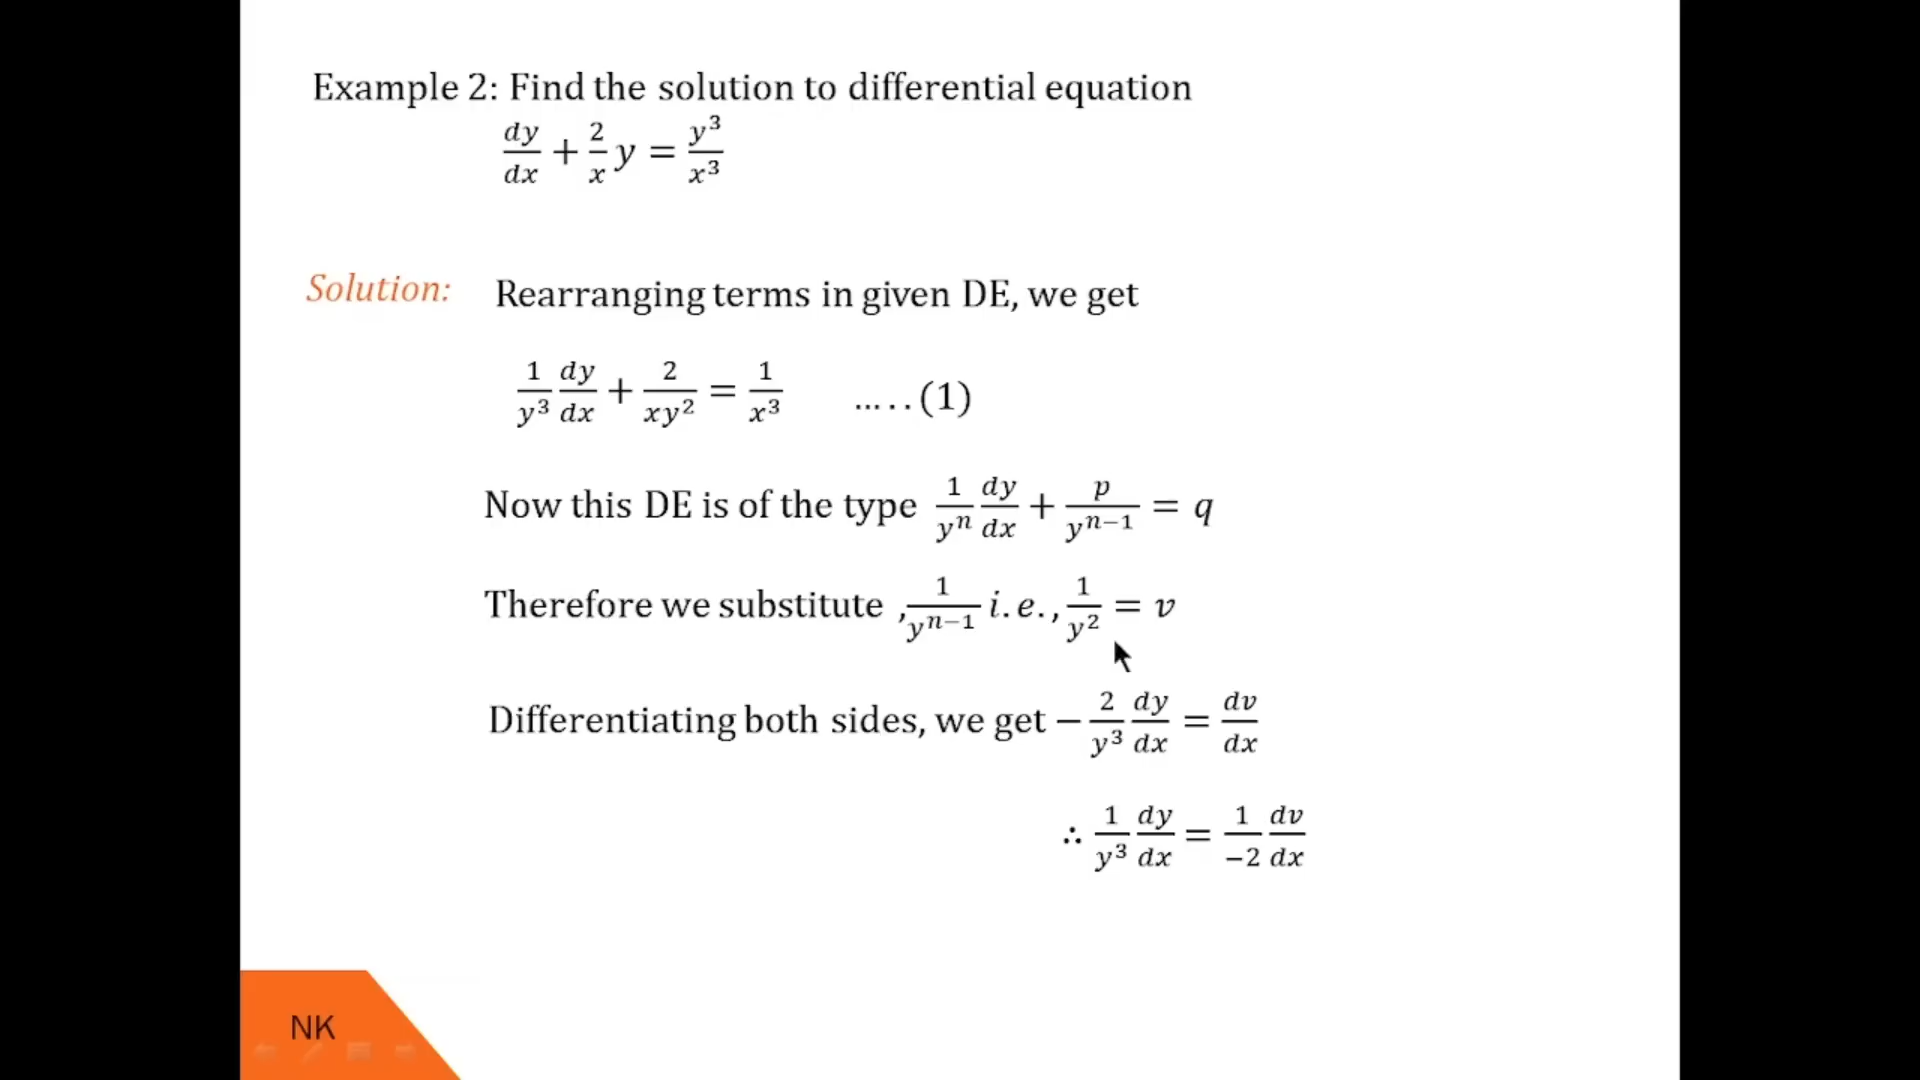 Example 2: Find the solution to differential equation
dy/dx + 2/x y = y³/x³
Solution: Rearranging terms in given DE, we get
1/y³ dy/dx + 2/xy² = 1/x³ ... . . (1)
Now this DE is of the type 1/yⁿ dy/dx + p/yⁿ⁻¹ = q
Therefore we substitute , 1/yⁿ⁻¹ i. e., 1/y² = v
Differentiating both sides, we get − 2/y³ dy/dx = dv/dx
∴ 1/y³ dy/dx = 1/−2 dv/dx
NK